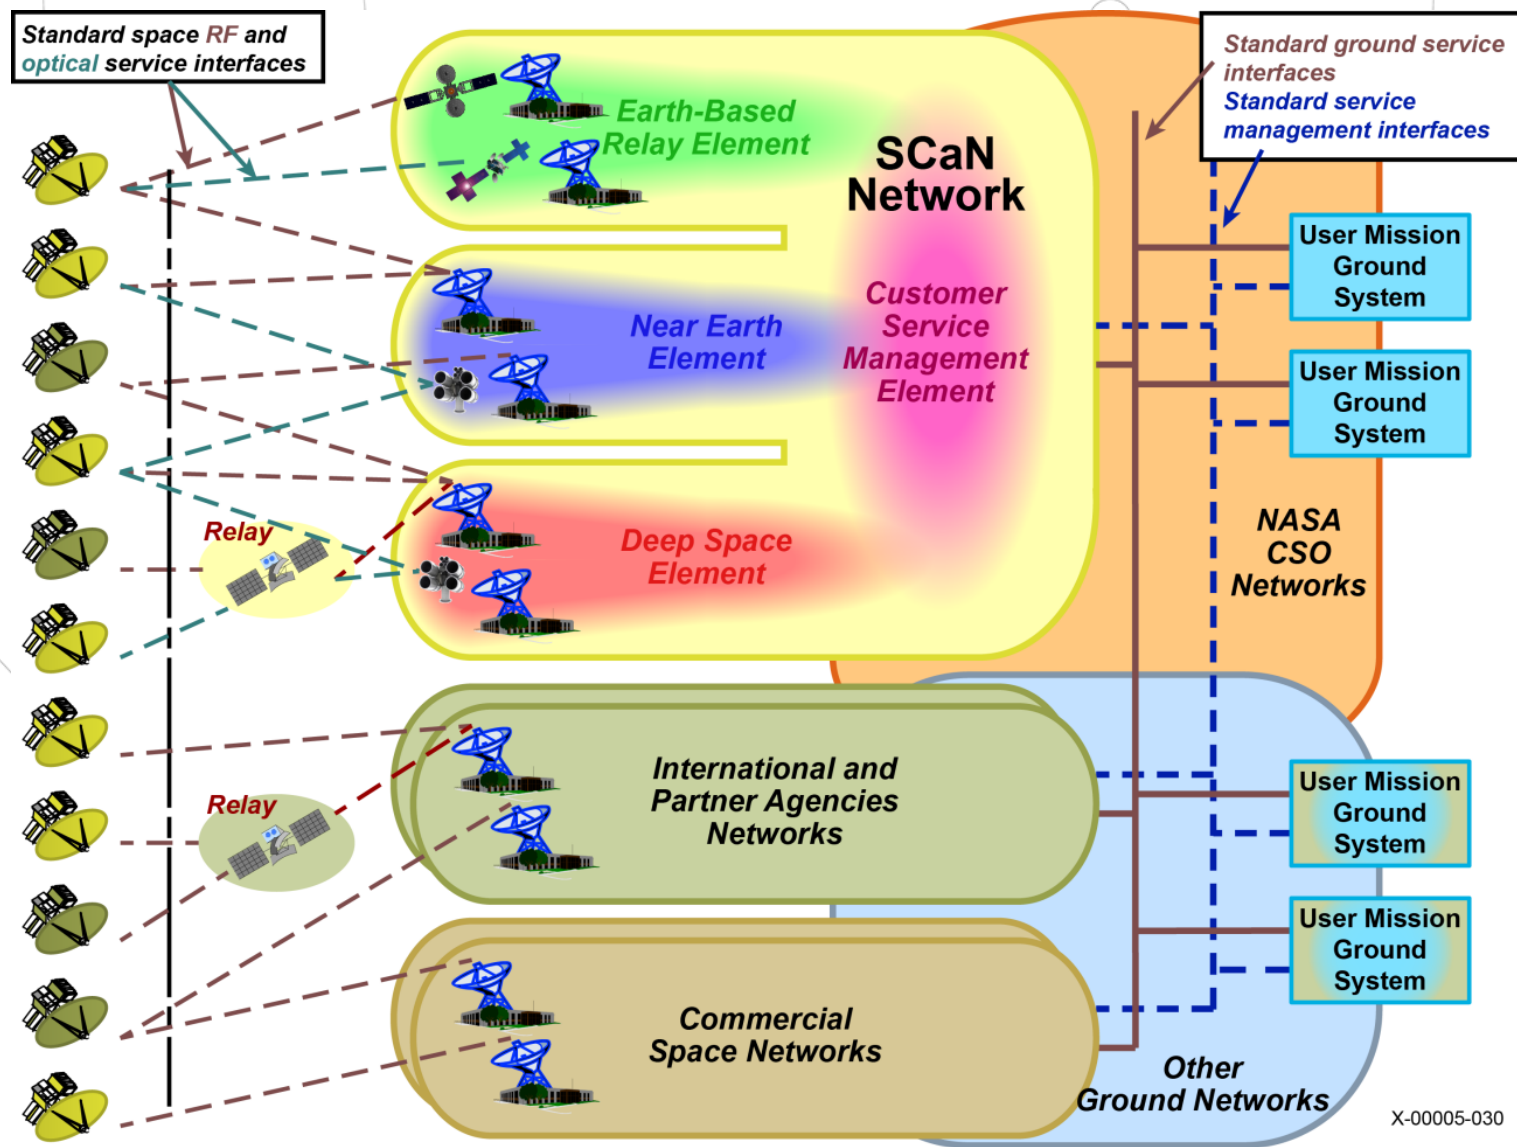 Standard space RF and
optical service interfaces
Standard ground service
interfaces
Standard service
management interfaces
Earth-Based
Relay Element
SCaN
Network
User Mission
Ground
System
Near Earth
Element
Customer
Service
Management
Element
User Mission
Ground
System
Relay
Deep Space
Element
NASA
CSO
Networks
International and
Partner Agencies
Networks
User Mission
Ground
System
Relay
User Mission
Ground
System
Commercial
Space Networks
Other
Ground Networks
X-00005-030